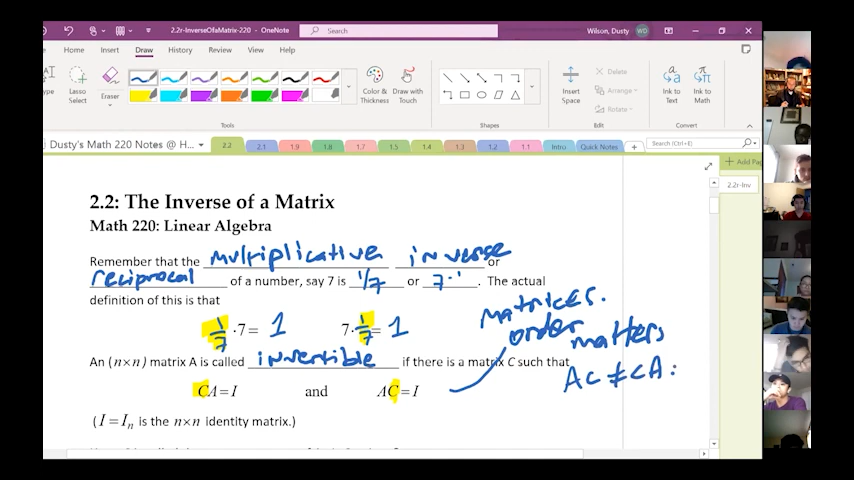 2.2r-InverseOfaMatrix-220 - OneNote
Search
Wilson, Dusty WD
Home Insert Draw History Review View Help
Type
Lasso Select
Eraser
Color & Thickness
Draw with Touch
Insert Space
Delete
Arrange
Rotate
Ink to Text
Ink to Math
Tools Shapes Edit Convert
Dusty's Math 220 Notes @ H... 2.2 2.1 1.9 1.8 1.7 1.5 1.4 1.3 1.2 1.1 Intro Quick Notes + Search (Ctrl+E)
+ Add Pag
2.2r-Inv
2.2: The Inverse of a Matrix
Math 220: Linear Algebra
Remember that the multiplicative inverse or
reciprocal of a number, say 7 is 1/7 or 7⁻¹. The actual
definition of this is that
1/7 · 7 = 1 7 · 1/7 = 1
matrices.
order
matters
AC ≠ CA:
An (n×n) matrix A is called invertible if there is a matrix C such that
CA = I and AC = I
(I = Iₙ is the n×n identity matrix.)